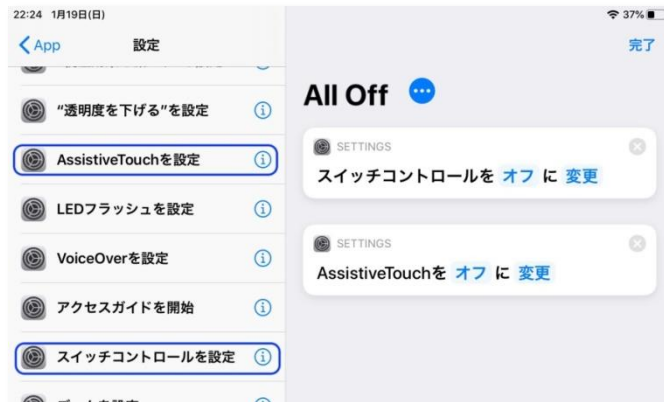 22:24 1月19日(日)
37%
App
設定
完了
“透明度を下げる”を設定
AssistiveTouchを設定
LEDフラッシュを設定
VoiceOverを設定
アクセスガイドを開始
スイッチコントロールを設定
All Off
SETTINGS
スイッチコントロールを オフ に 変更
SETTINGS
AssistiveTouchを オフ に 変更